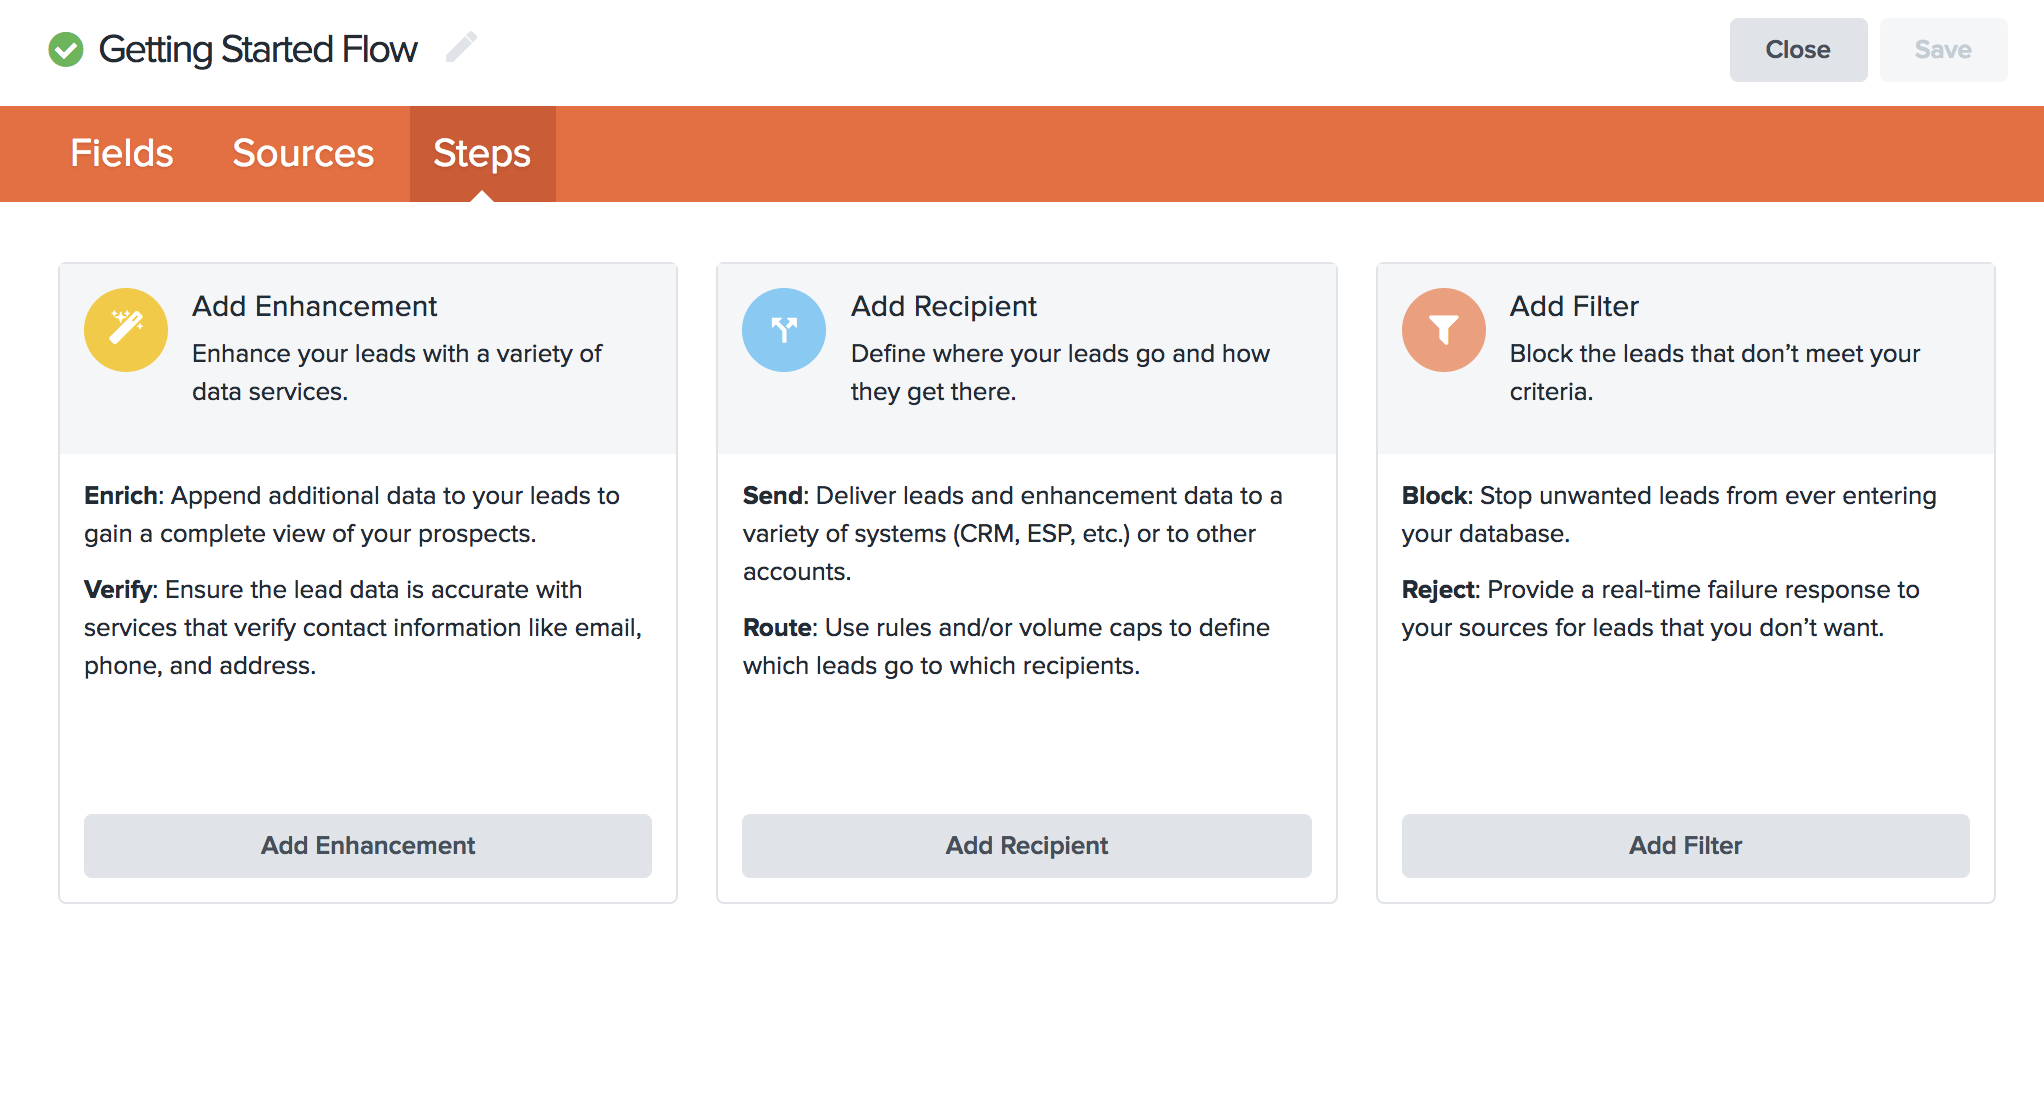 Getting Started Flow
Close
Save
Fields
Sources
Steps
Add Enhancement
Enhance your leads with a variety of
data services.
Enrich: Append additional data to your leads to
gain a complete view of your prospects.
Verify: Ensure the lead data is accurate with
services that verify contact information like email,
phone, and address.
Add Enhancement
Add Recipient
Define where your leads go and how
they get there.
Send: Deliver leads and enhancement data to a
variety of systems (CRM, ESP, etc.) or to other
accounts.
Route: Use rules and/or volume caps to define
which leads go to which recipients.
Add Recipient
Add Filter
Block the leads that don’t meet your
criteria.
Block: Stop unwanted leads from ever entering
your database.
Reject: Provide a real-time failure response to
your sources for leads that you don’t want.
Add Filter